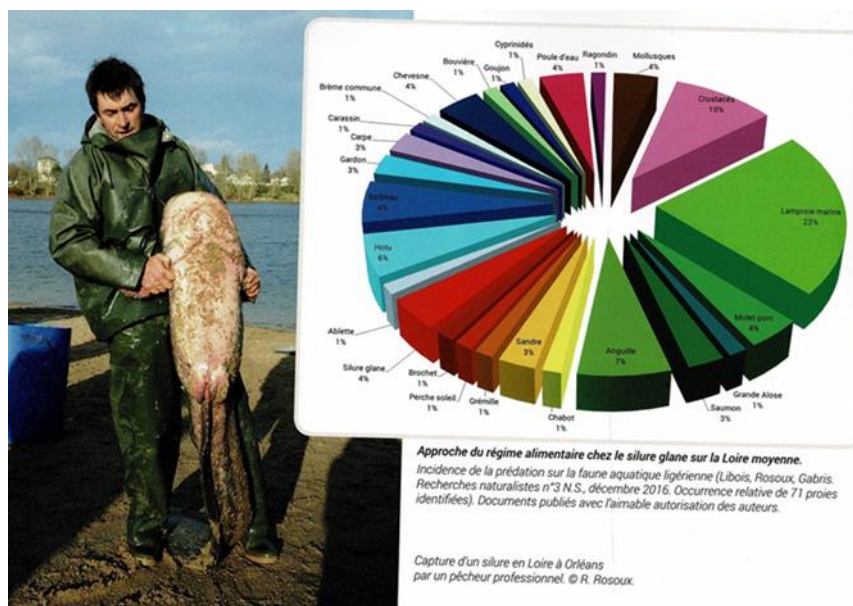 Cyprinidés
1%
Poule d'eau
4%
Ragondin
1%
Mollusques
4%
Bouvière
1%
Goujon
1%
Chevesne
4%
Brème commune
1%
Carassin
1%
Carpe
3%
Gardon
3%
Barbeau
6%
Hotu
6%
Ablette
1%
Silure glane
4%
Brochet
1%
Perche soleil
1%
Grémille
1%
Sandre
3%
Chabot
1%
Anguille
7%
Saumon
3%
Grande Alose
1%
Mulet porc
4%
Lamproie marine
23%
Crustacés
10%
Approche du régime alimentaire chez le silure glane sur la Loire moyenne.
Incidence de la prédation sur la faune aquatique ligérienne (Libois, Rosoux, Gabris.
Recherches naturalistes n°3 N.S., décembre 2016. Occurrence relative de 71 proies
identifiées). Documents publiés avec l'aimable autorisation des auteurs.
Capture d'un silure en Loire à Orléans
par un pêcheur professionnel. © R. Rosoux.